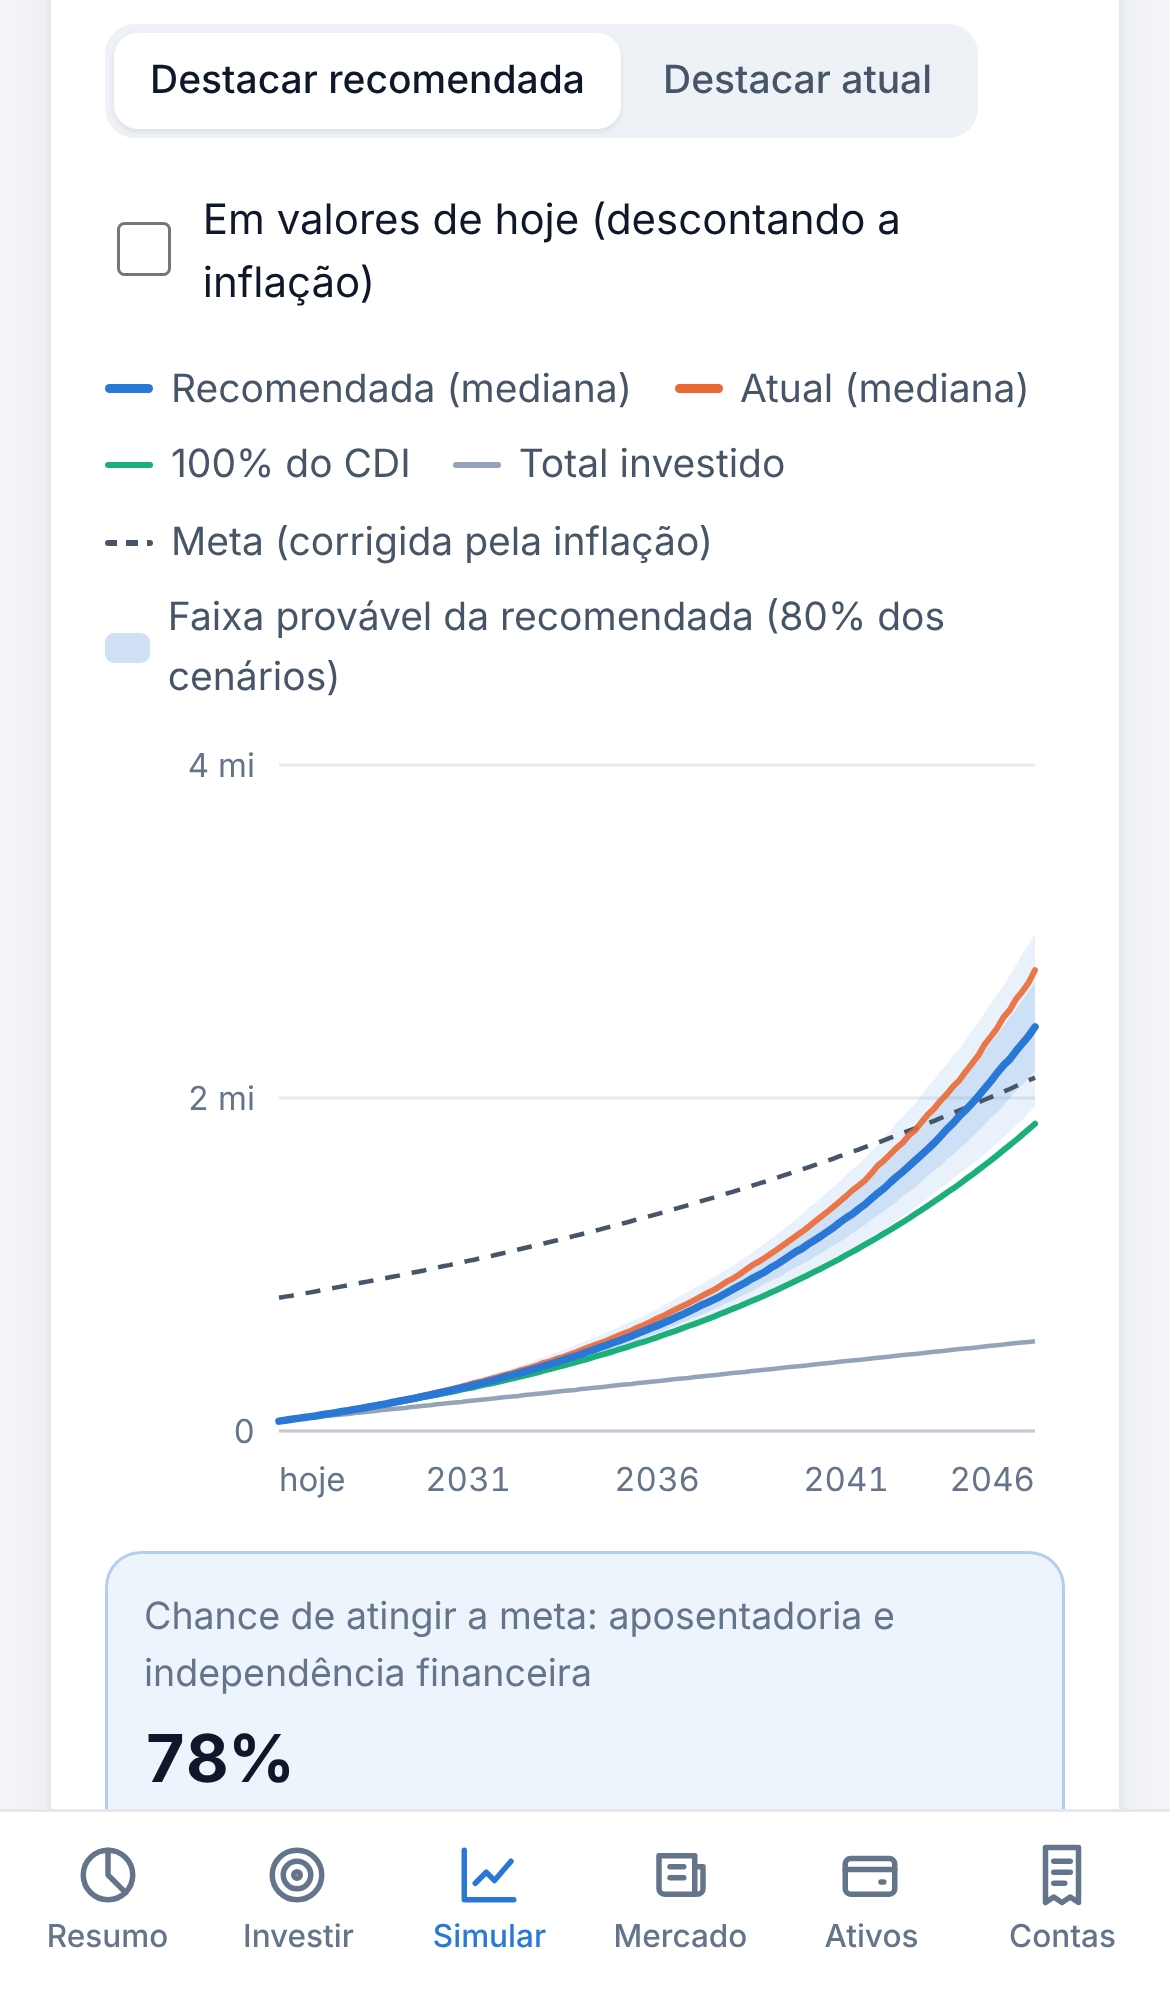 Destacar recomendada Destacar atual
Em valores de hoje (descontando a
inflação)
Recomendada (mediana) Atual (mediana)
100% do CDI Total investido
Meta (corrigida pela inflação)
Faixa provável da recomendada (80% dos
cenários)
4 mi
2 mi
0
hoje 2031 2036 2041 2046
Chance de atingir a meta: aposentadoria e
independência financeira
78%
Resumo Investir Simular Mercado Ativos Contas